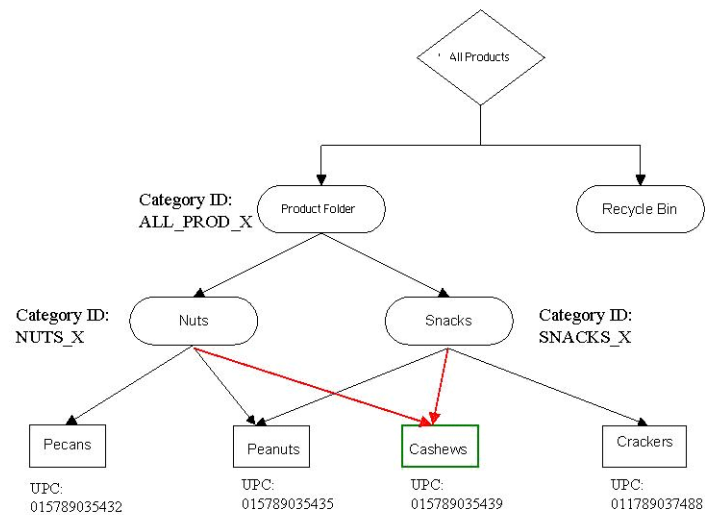 All Products
Category ID:
ALL_PROD_X
Product Folder
Recycle Bin
Category ID:
NUTS_X
Nuts
Snacks
Category ID:
SNACKS_X
Pecans
Peanuts
Cashews
Crackers
UPC:
015789035432
UPC:
015789035435
UPC:
015789035439
UPC:
011789037488